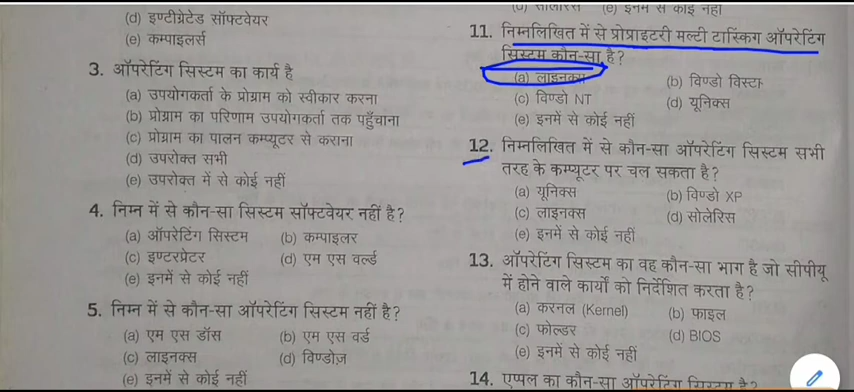 (d) इण्टीग्रेटेड सॉफ्टवेयर
(e) कम्पाइलर्स
3. ऑपरेटिंग सिस्टम का कार्य है
(a) उपयोगकर्ता के प्रोग्राम को स्वीकार करना
(b) प्रोग्राम का परिणाम उपयोगकर्ता तक पहुँचाना
(c) प्रोग्राम का पालन कम्प्यूटर से कराना
(d) उपरोक्त सभी
(e) उपरोक्त में से कोई नहीं
4. निम्न में से कौन-सा सिस्टम सॉफ्टवेयर नहीं है?
(a) ऑपरेटिंग सिस्टम (b) कम्पाइलर
(c) इण्टरप्रेटर (d) एम एस वर्ल्ड
(e) इनमें से कोई नहीं
5. निम्न में से कौन-सा ऑपरेटिंग सिस्टम नहीं है?
(a) एम एस डॉस (b) एम एस वर्ड
(c) लाइनक्स (d) विण्डोज़
(e) इनमें से कोई नहीं
(e) इनमें से कोई नहीं
11. निम्नलिखित में से प्रोप्राइटरी मल्टी टास्किंग ऑपरेटिंग
सिस्टम कौन-सा है?
(a) लाइनक्स (b) विण्डो विस्टा
(c) विण्डो NT (d) यूनिक्स
(e) इनमें से कोई नहीं
12. निम्नलिखित में से कौन-सा ऑपरेटिंग सिस्टम सभी
तरह के कम्प्यूटर पर चल सकता है?
(a) यूनिक्स (b) विण्डो XP
(c) लाइनक्स (d) सोलेरिस
(e) इनमें से कोई नहीं
13. ऑपरेटिंग सिस्टम का वह कौन-सा भाग है जो सीपीयू
में होने वाले कार्यों को निर्देशित करता है?
(a) करनल (Kernel) (b) फाइल
(c) फोल्डर (d) BIOS
(e) इनमें से कोई नहीं
14. एप्पल का कौन-सा ऑपरेटिंग सिस्टम है?